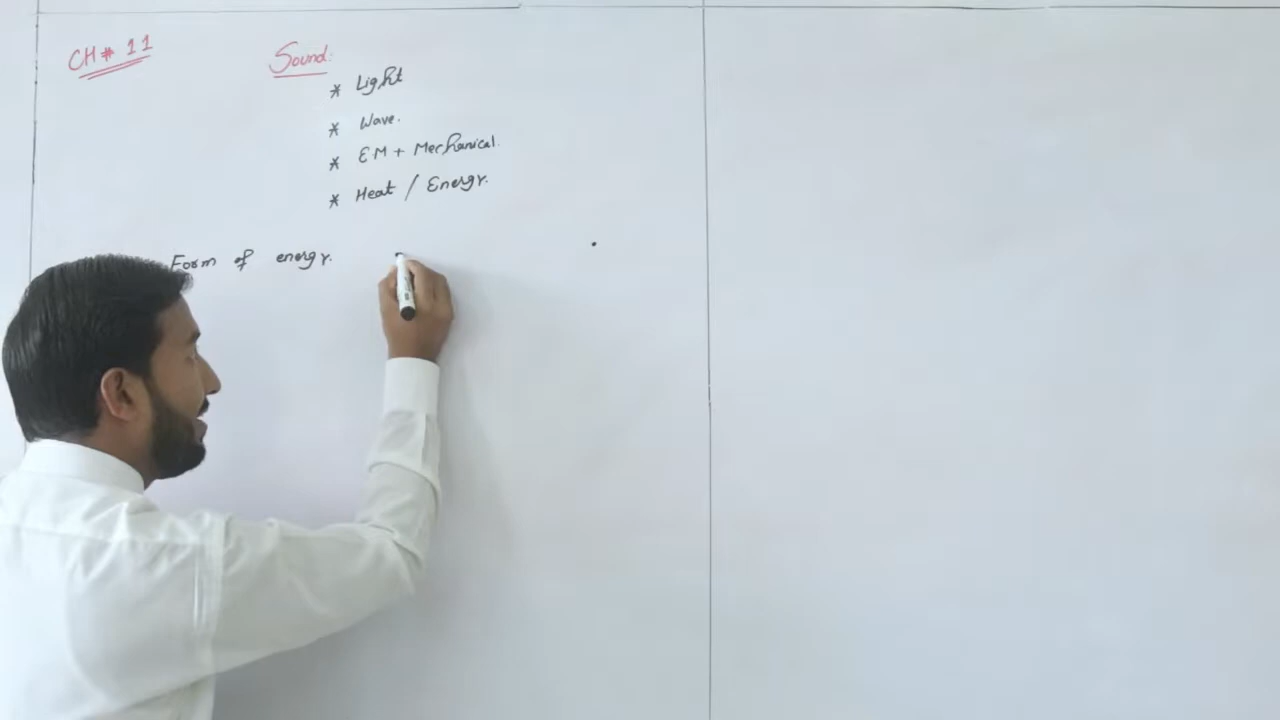 CH# 11
Sound:
* Light
* Wave.
* EM + Mechanical.
* Heat / Energy.
Form of energy.